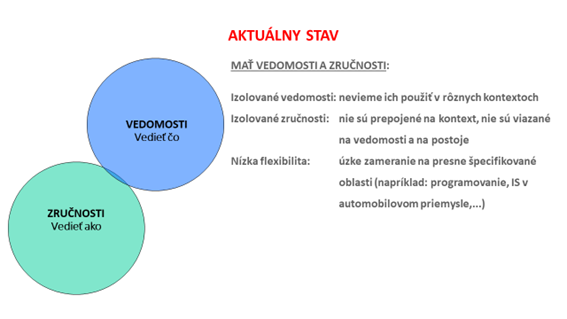 AKTUÁLNY STAV
MAŤ VEDOMOSTI A ZRUČNOSTI:
VEDOMOSTI
Vedieť čo
ZRUČNOSTI
Vedieť ako
Izolované vedomosti: nevieme ich použiť v rôznych kontextoch
Izolované zručnosti: nie sú prepojené na kontext, nie sú viazané
na vedomosti a na postoje
Nízka flexibilita: úzke zameranie na presne špecifikované
oblasti (napríklad: programovanie, IS v
automobilovom priemysle,...)